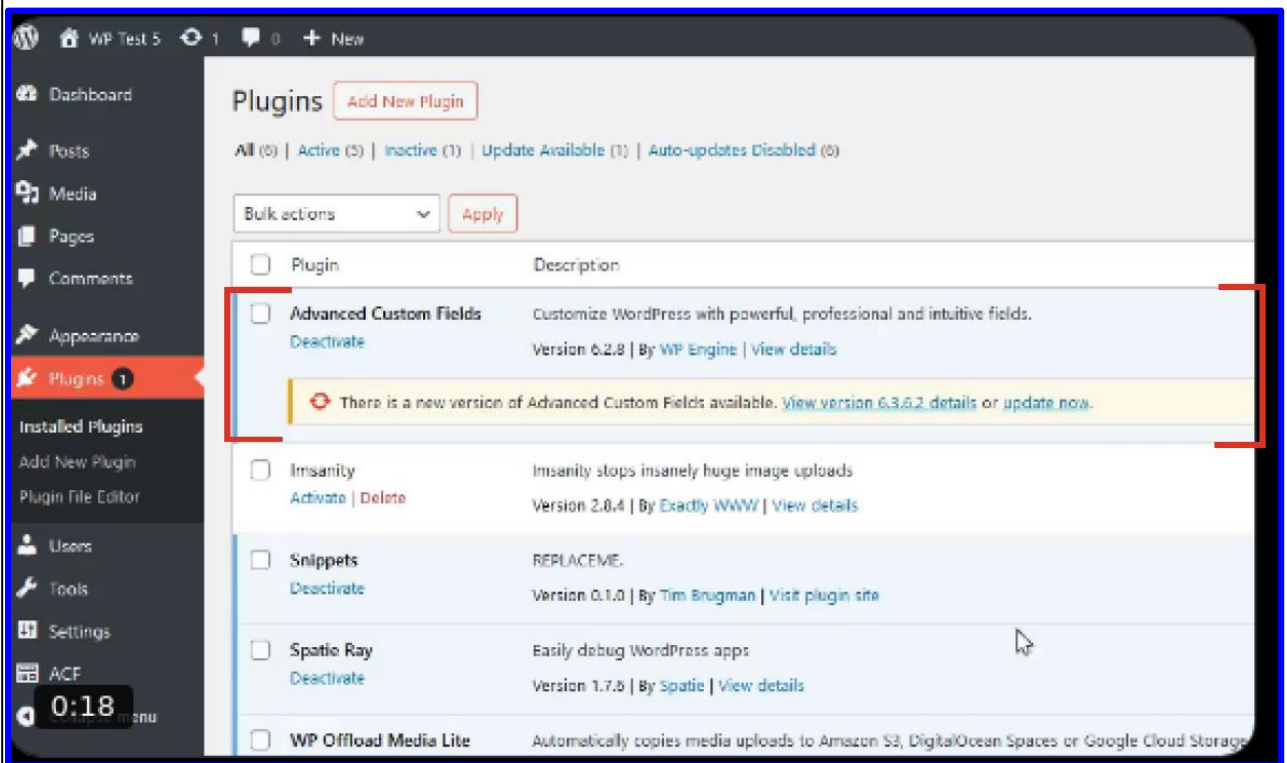 WP Test 5 1 0 + New
Dashboard
Posts
Media
Pages
Comments
Appearance
Plugins 1
Installed Plugins
Add New Plugin
Plugin File Editor
Users
Tools
Settings
ACF
menu
0:18
Plugins Add New Plugin
All (6) | Active (5) | Inactive (1) | Update Available (1) | Auto-updates Disabled (6)
Bulk actions Apply
Plugin Description
Advanced Custom Fields Customize WordPress with powerful, professional and intuitive fields.
Deactivate Version 6.2.8 | By WP Engine | View details
There is a new version of Advanced Custom Fields available. View version 6.3.6.2 details or update now.
Imsanity Imsanity stops insanely huge image uploads
Activate | Delete Version 2.8.4 | By Exactly WWW | View details
Snippets REPLACEME.
Deactivate Version 0.1.0 | By Tim Brugman | Visit plugin site
Spatie Ray Easily debug WordPress apps
Deactivate Version 1.7.6 | By Spatie | View details
WP Offload Media Lite Automatically copies media uploads to Amazon S3, DigitalOcean Spaces or Google Cloud Storage